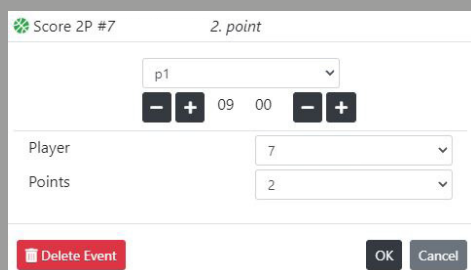 Score 2P #7 2. point
p1
− + 09 00 − +
Player 7
Points 2
Delete Event OK Cancel